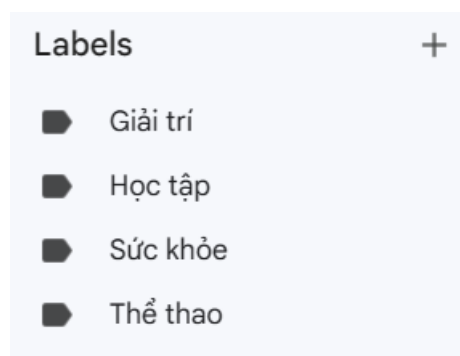 Labels
Giải trí
Học tập
Sức khỏe
Thể thao